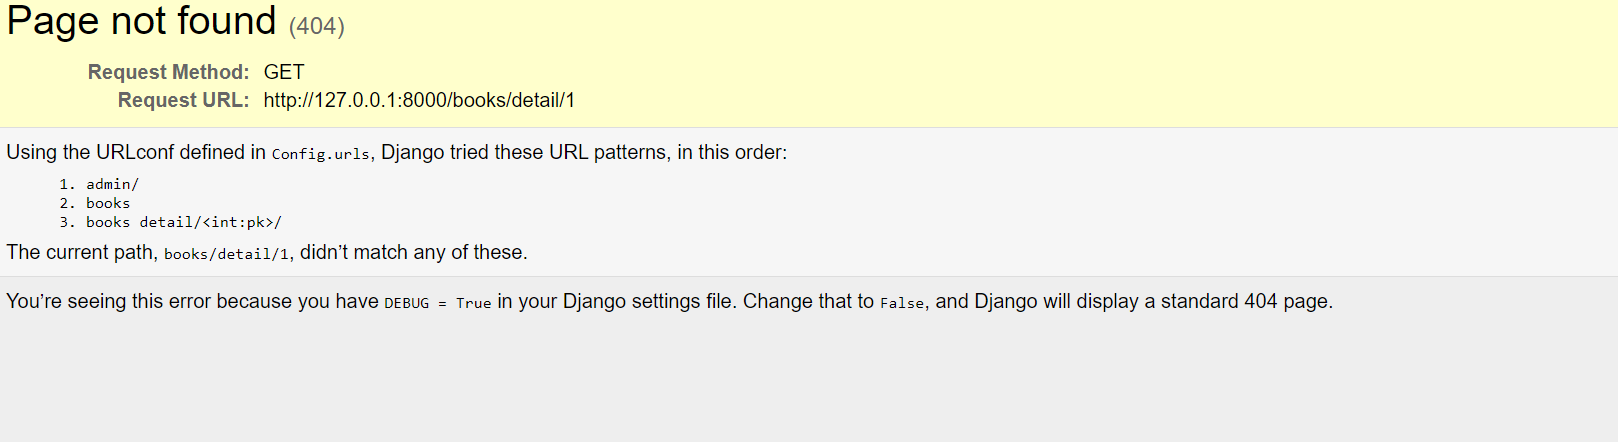 Page not found (404)
Request Method: GET
Request URL: http://127.0.0.1:8000/books/detail/1
Using the URLconf defined in Config.urls, Django tried these URL patterns, in this order:
1. admin/
2. books
3. books detail/<int:pk>/
The current path, books/detail/1, didn’t match any of these.
You’re seeing this error because you have DEBUG = True in your Django settings file. Change that to False, and Django will display a standard 404 page.